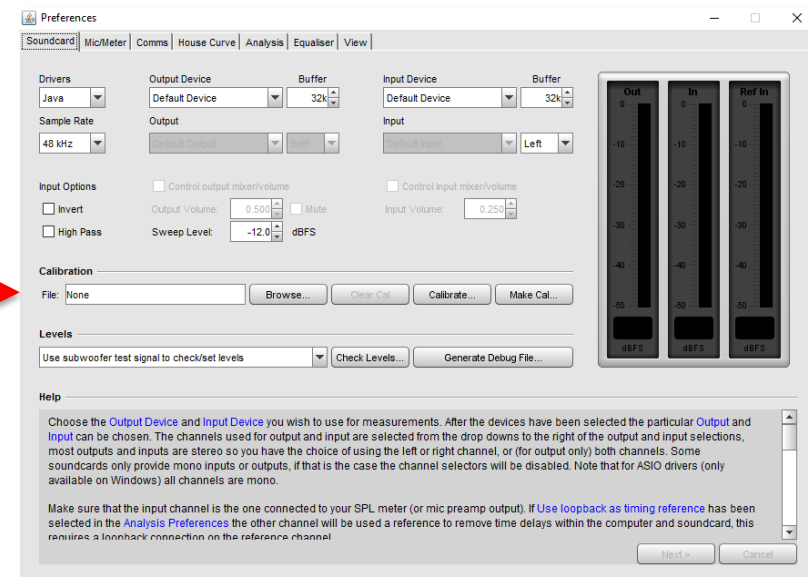 Preferences
Soundcard Mic/Meter Comms House Curve Analysis Equaliser View
Drivers Output Device Buffer Input Device Buffer
Java Default Device 32k Default Device 32k
Sample Rate Output Input
48 kHz Default Output Both Default Input Left
Input Options Control output mixer/volume Control input mixer/volume
Invert Output Volume: 0.500 Mute Input Volume: 0.250
High Pass Sweep Level: -12.0 dBFS
Calibration
File: None Browse... Clear Cal Calibrate... Make Cal...
Levels
Use subwoofer test signal to check/set levels Check Levels... Generate Debug File...
Out In Ref In
0 0 0
-10 -10 -10
-20 -20 -20
-30 -30 -30
-40 -40 -40
-50 -50 -50
dBFS dBFS dBFS
Help
Choose the Output Device and Input Device you wish to use for measurements. After the devices have been selected the particular Output and
Input can be chosen. The channels used for output and input are selected from the drop downs to the right of the output and input selections,
most outputs and inputs are stereo so you have the choice of using the left or right channel, or (for output only) both channels. Some
soundcards only provide mono inputs or outputs, if that is the case the channel selectors will be disabled. Note that for ASIO drivers (only
available on Windows) all channels are mono.
Make sure that the input channel is the one connected to your SPL meter (or mic preamp output). If Use loopback as timing reference has been
selected in the Analysis Preferences the other channel will be used a reference to remove time delays within the computer and soundcard, this
requires a loopback connection on the reference channel
Next > Cancel